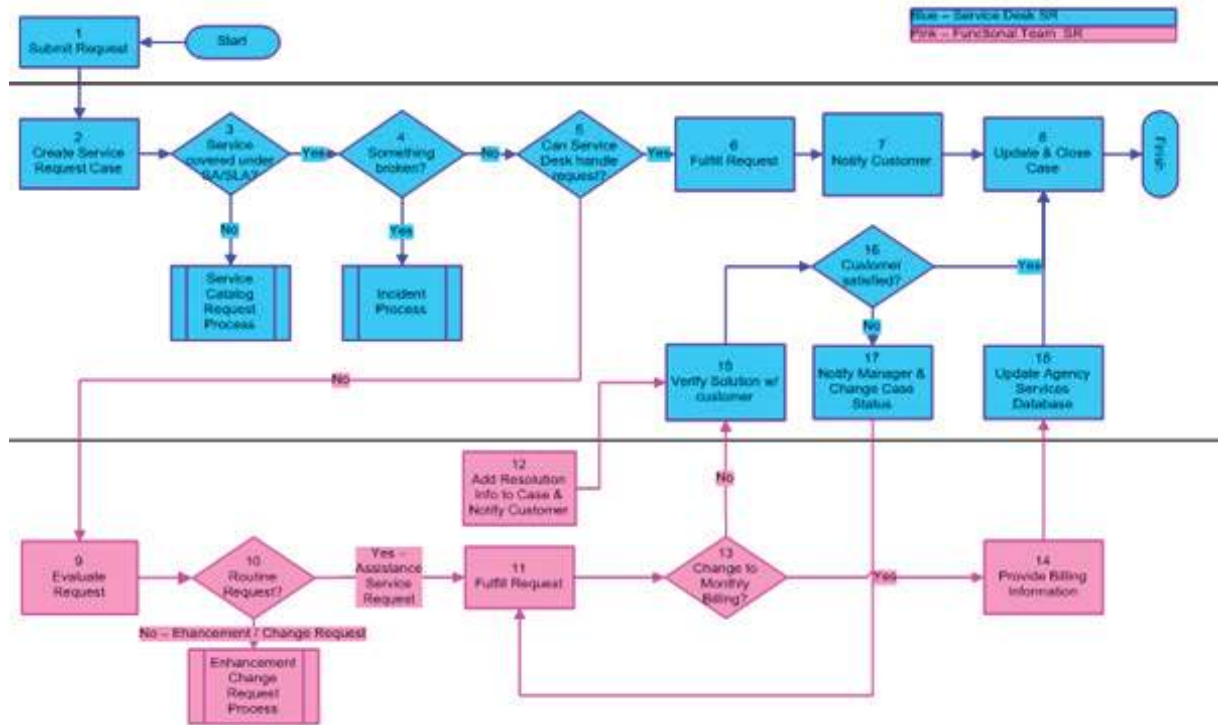 Blue – Service Desk SR
Pink – Functional Team SR
1
Submit Request
Start
2
Create Service
Request Case
3
Service
covered under
SA/SLA?
Yes
4
Something
broken?
No
5
Can Service
Desk handle
request?
Yes
6
Fulfill Request
7
Notify Customer
8
Update & Close
Case
Finish
No
Yes
Service
Catalog
Request
Process
Incident
Process
16
Customer
satisfied?
Yes
No
No
15
Verify Solution w/
customer
17
Notify Manager &
Change Case
Status
Update Agency
Services
Database
12
Add Resolution
Info to Case &
Notify Customer
No
9
Evaluate
Request
10
Routine
Request?
Yes –
Assistance
Service
Request
11
Fulfill Request
13
Change to
Monthly
Billing?
Yes
14
Provide Billing
Information
No – Ehancement / Change Request
Enhancement
Change
Request
Process